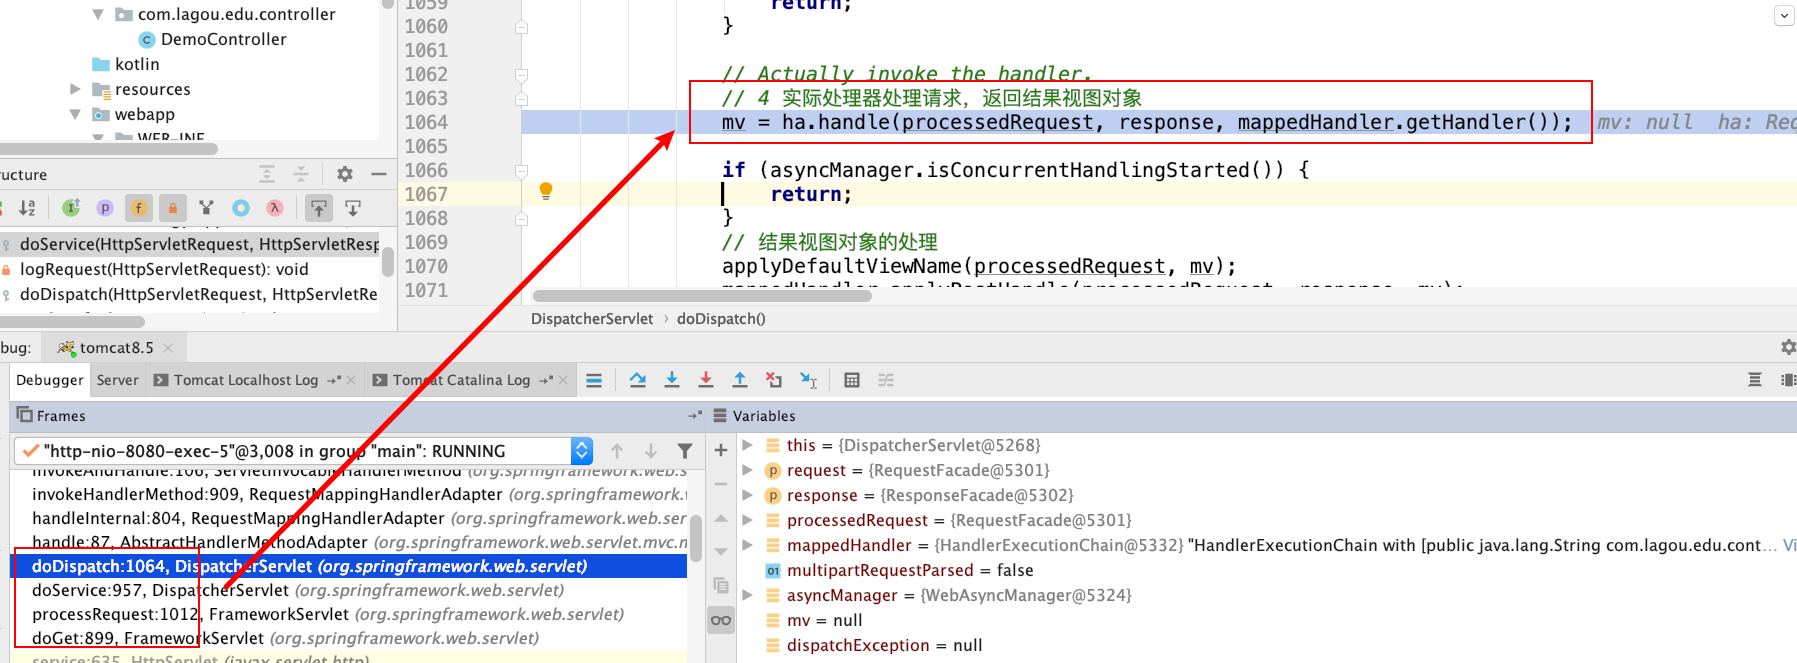 com.lagou.edu.controller
DemoController
kotlin
resources
webapp
WEB-INF
ucture
doService(HttpServletRequest, HttpServletResp
logRequest(HttpServletRequest): void
doDispatch(HttpServletRequest, HttpServletRe
1059 return;
1060 }
1061
1062 // Actually invoke the handler.
1063 // 4 实际处理器处理请求，返回结果视图对象
1064 mv = ha.handle(processedRequest, response, mappedHandler.getHandler()); mv: null ha: Req
1065
1066 if (asyncManager.isConcurrentHandlingStarted()) {
1067 return;
1068 }
1069 // 结果视图对象的处理
1070 applyDefaultViewName(processedRequest, mv);
1071 mappedHandler.applyPostHandle(processedRequest, response, mv);
DispatcherServlet › doDispatch()
bug: tomcat8.5
Debugger Server Tomcat Localhost Log Tomcat Catalina Log
Frames
"http-nio-8080-exec-5"@3,008 in group "main": RUNNING
invokeAndHandle:106, ServletInvocableHandlerMethod (org.springframework.web.s
invokeHandlerMethod:909, RequestMappingHandlerAdapter (org.springframework.w
handleInternal:804, RequestMappingHandlerAdapter (org.springframework.web.ser
handle:87, AbstractHandlerMethodAdapter (org.springframework.web.servlet.mvc.m
doDispatch:1064, DispatcherServlet (org.springframework.web.servlet)
doService:957, DispatcherServlet (org.springframework.web.servlet)
processRequest:1012, FrameworkServlet (org.springframework.web.servlet)
doGet:899, FrameworkServlet (org.springframework.web.servlet)
service:635, HttpServlet (javax.servlet.http)
Variables
this = {DispatcherServlet@5268}
request = {RequestFacade@5301}
response = {ResponseFacade@5302}
processedRequest = {RequestFacade@5301}
mappedHandler = {HandlerExecutionChain@5332} "HandlerExecutionChain with [public java.lang.String com.lagou.edu.cont... Vi
multipartRequestParsed = false
asyncManager = {WebAsyncManager@5324}
mv = null
dispatchException = null